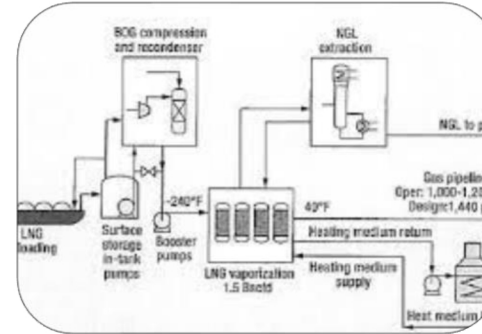 BOG compression
and recondenser
NGL
extraction
NGL to
Gas pipeline
Oper: 1,000-1,20
Design:1,440
-240°F
40°F
Heating medium return
LNG
loading
Surface
storage
in-tank
pumps
Booster
pumps
LNG vaporization
1.5 Bscfd
Heating medium
supply
Heat medium